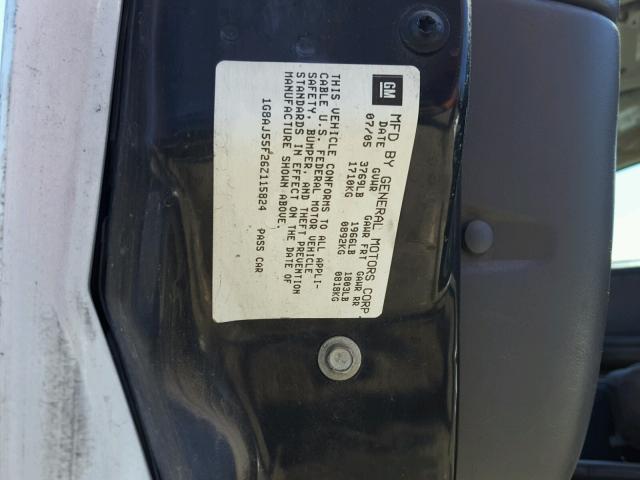 GM
MFD BY GENERAL MOTORS CORP
DATE GVWR GAWR FRT GAWR RR
07/05 3769LB 1966LB 1803LB
1710KG 0892KG 0818KG
THIS VEHICLE CONFORMS TO ALL APPLI-
CABLE U.S. FEDERAL MOTOR VEHICLE
SAFETY, BUMPER, AND THEFT PREVENTION
STANDARDS IN EFFECT ON THE DATE OF
MANUFACTURE SHOWN ABOVE.
1G8AJ55F26Z115824 PASS CAR